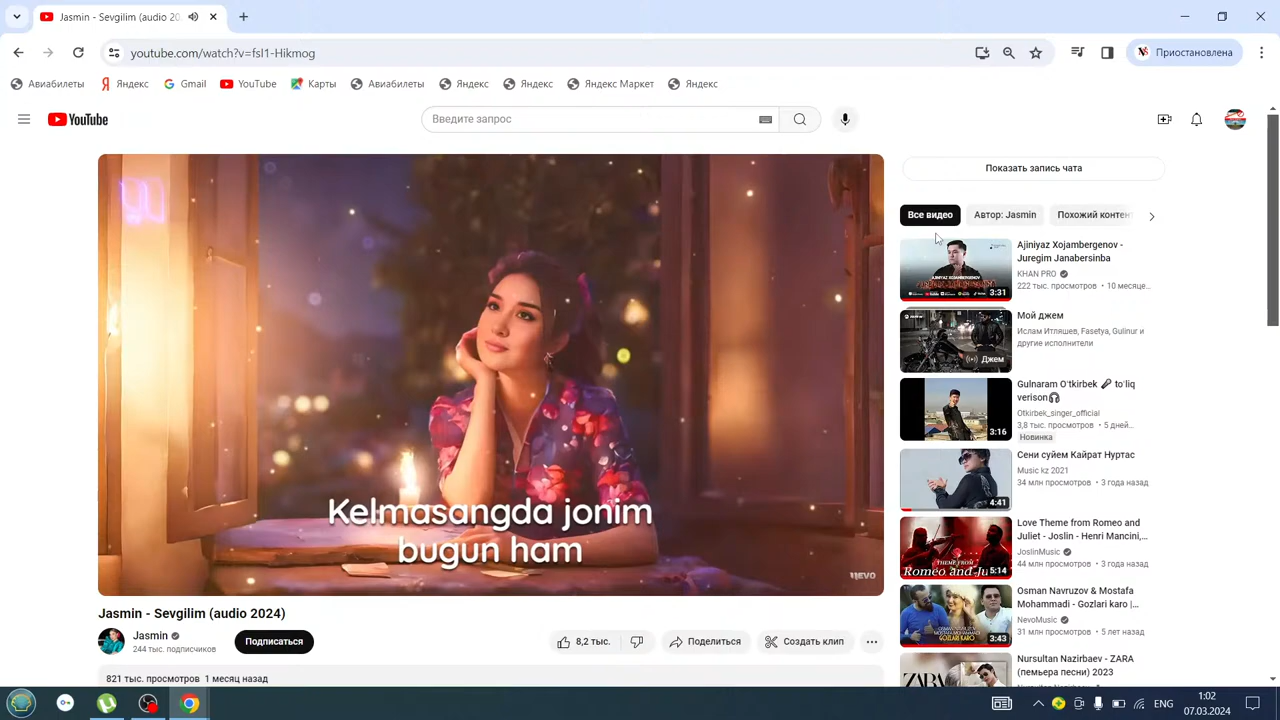 Jasmin - Sevgilim (audio 20
youtube.com/watch?v=fsI1-Hikmog
Приостановлена
Авиабилеты
Яндекс
Gmail
YouTube
Карты
Авиабилеты
Яндекс
Яндекс
Яндекс Маркет
Яндекс
YouTube
Введите запрос
Kelmasangda jonim
bugun ham
NEVO
Jasmin - Sevgilim (audio 2024)
Jasmin
244 тыс. подписчиков
Подписаться
8,2 тыс.
Поделиться
Создать клип
821 тыс. просмотров 1 месяц назад
Показать запись чата
Все видео
Автор: Jasmin
Похожий контен
3:31
Ajiniyaz Xojambergenov -
Juregim Janabersinba
KHAN PRO
222 тыс. просмотров • 10 месяце...
Джем
Мой джем
Ислам Итляшев, Fasetya, Gulinur и
другие исполнители
3:16
Gulnaram O'tkirbek 🎤 to'liq
verison🎧
Otkirbek_singer_official
3,8 тыс. просмотров • 5 дней...
Новинка
4:41
Сени суйем Кайрат Нуртас
Music kz 2021
34 млн просмотров • 3 года назад
THEME FROM
Romeo and Ju
5:14
Love Theme from Romeo and
Juliet - Joslin - Henri Mancini,...
JoslinMusic
44 млн просмотров • 3 года назад
GOZLARI KARO
3:43
Osman Navruzov & Mostafa
Mohammadi - Gozlari karo |...
NevoMusic
31 млн просмотров • 5 лет назад
ZARA
Nursultan Nazirbaev - ZARA
(пемьера песни) 2023
ENG
1:02
07.03.2024